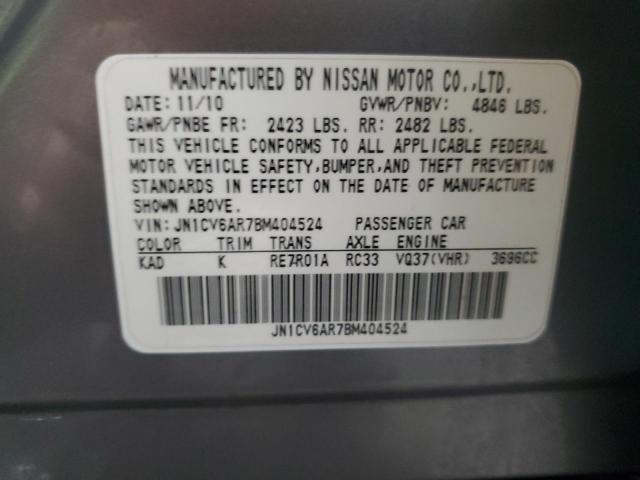 MANUFACTURED BY NISSAN MOTOR CO.,LTD.
DATE: 11/10 GVWR/PNBV: 4846 LBS.
GAWR/PNBE FR: 2423 LBS. RR: 2482 LBS.
THIS VEHICLE CONFORMS TO ALL APPLICABLE FEDERAL
MOTOR VEHICLE SAFETY,BUMPER,AND THEFT PREVENTION
STANDARDS IN EFFECT ON THE DATE OF MANUFACTURE
SHOWN ABOVE.
VIN: JN1CV6AR7BM404524 PASSENGER CAR
COLOR TRIM TRANS AXLE ENGINE
KAD K RE7R01A RC33 VQ37(VHR) 3696CC
JN1CV6AR7BM404524